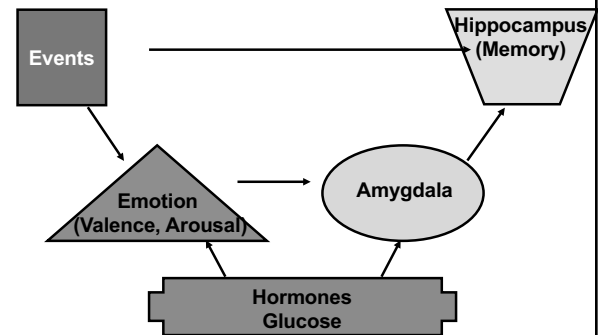 Events
Hippocampus
(Memory)
Emotion
(Valence, Arousal)
Amygdala
Hormones
Glucose